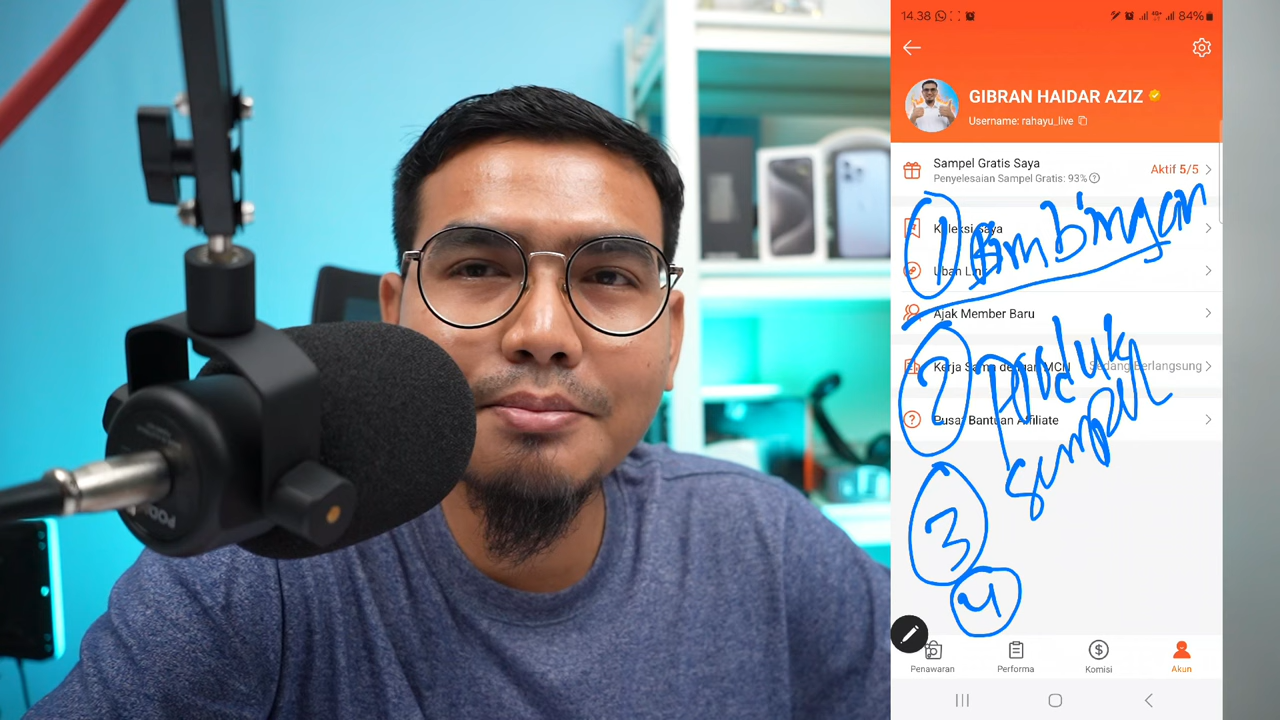 14.38 4G+ 84%
GIBRAN HAIDAR AZIZ
Username: rahayu_live
Sampel Gratis Saya
Aktif 5/5
Penyelesaian Sampel Gratis: 93%
1 Bimbingan
Koleksi Saya
Ubah Link
Ajak Member Baru
2 Produk
sampel
Kerja Sama dengan MCN
Sedang Berlangsung
Pusat Bantuan Affiliate
3
4
Penawaran Performa Komisi Akun